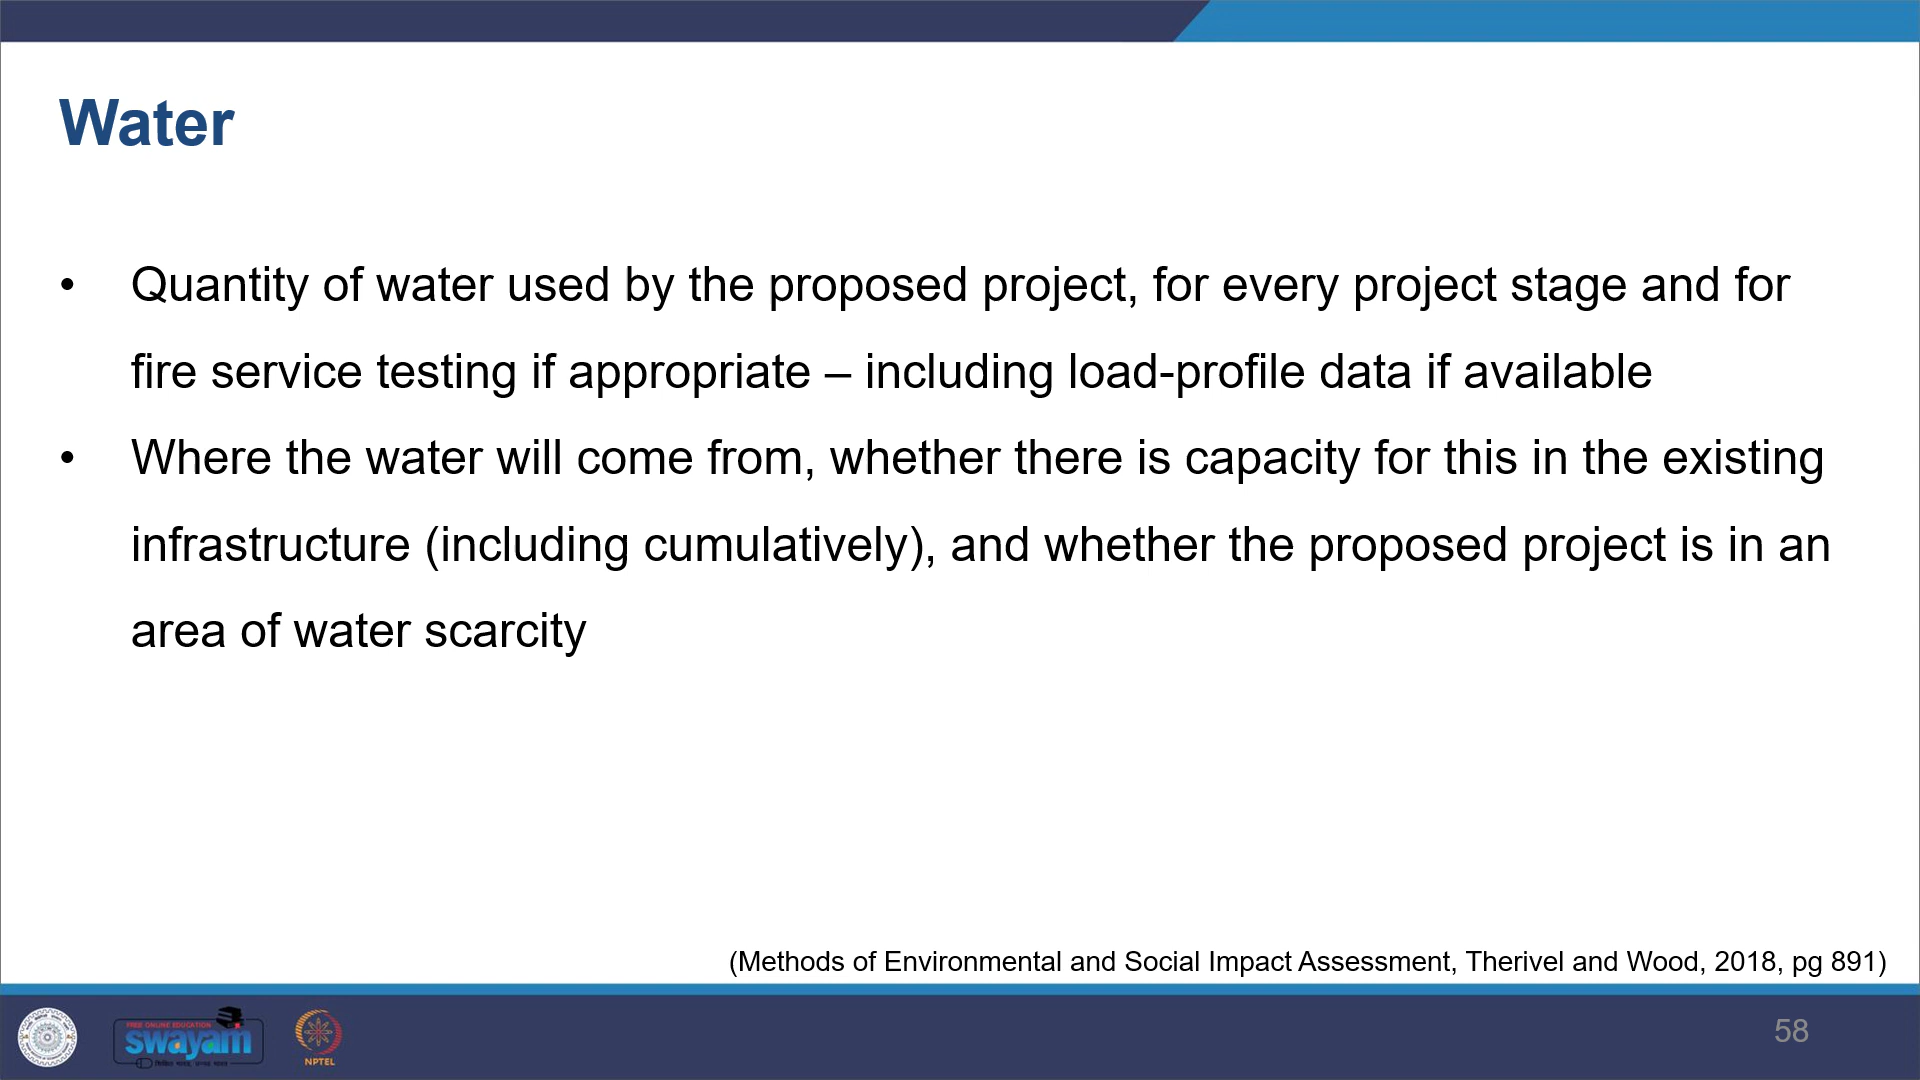 Water
• Quantity of water used by the proposed project, for every project stage and for
fire service testing if appropriate – including load-profile data if available
• Where the water will come from, whether there is capacity for this in the existing
infrastructure (including cumulatively), and whether the proposed project is in an
area of water scarcity
(Methods of Environmental and Social Impact Assessment, Therivel and Wood, 2018, pg 891)
FREE ONLINE EDUCATION
swayam
NPTEL
58